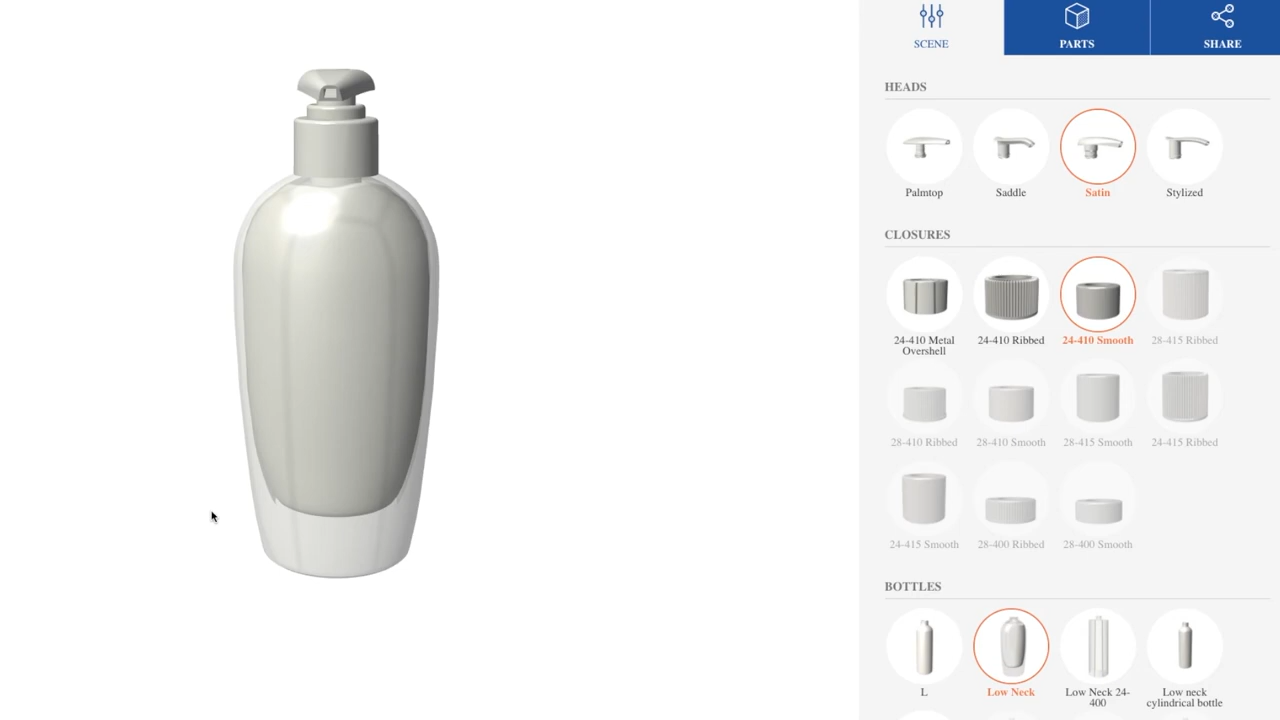 SCENE
PARTS
SHARE
HEADS
Palmtop
Saddle
Satin
Stylized
CLOSURES
24-410 Metal
Overshell
24-410 Ribbed
24-410 Smooth
28-415 Ribbed
28-410 Ribbed
28-410 Smooth
28-415 Smooth
24-415 Ribbed
24-415 Smooth
28-400 Ribbed
28-400 Smooth
BOTTLES
L
Low Neck
Low Neck 24-
400
Low neck
cylindrical bottle